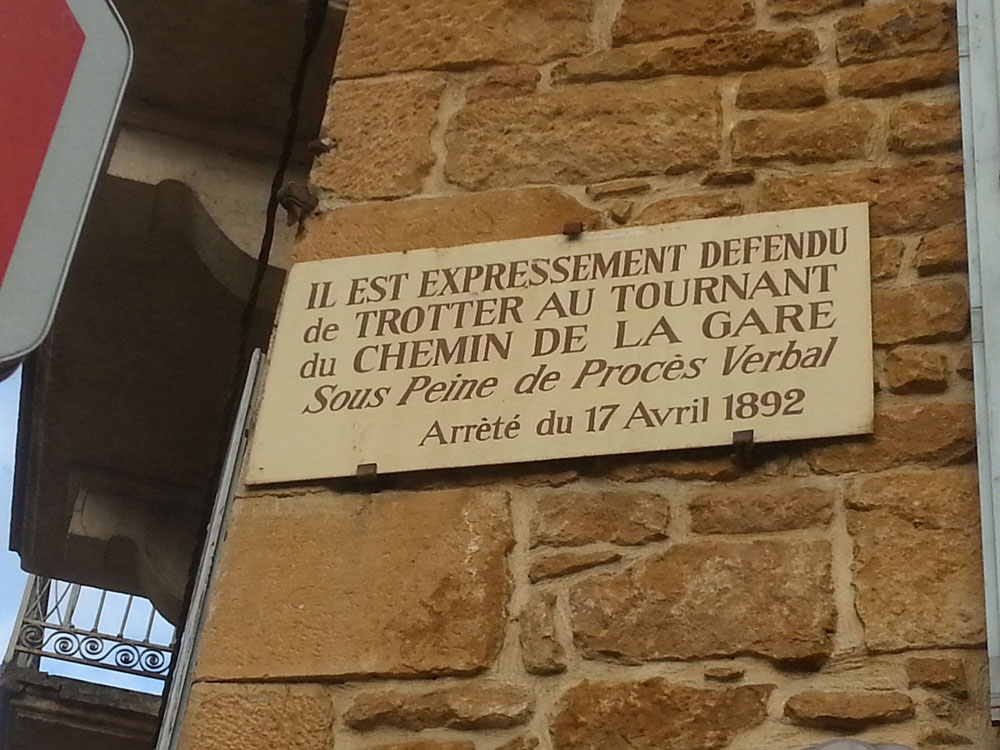 IL EST EXPRESSEMENT DEFENDU
de TROTTER AU TOURNANT
du CHEMIN DE LA GARE
Sous Peine de Procès Verbal
Arrèté du 17 Avril 1892